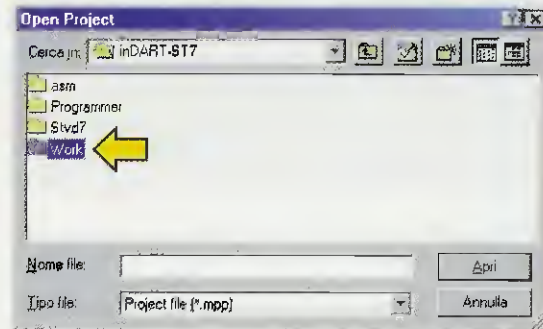 Open Project
Cerca in: inDART-ST7
asm
Programmer
Stvd7
Work
Nome file:
Apri
Tipo file: Project file (*.mpp)
Annulla